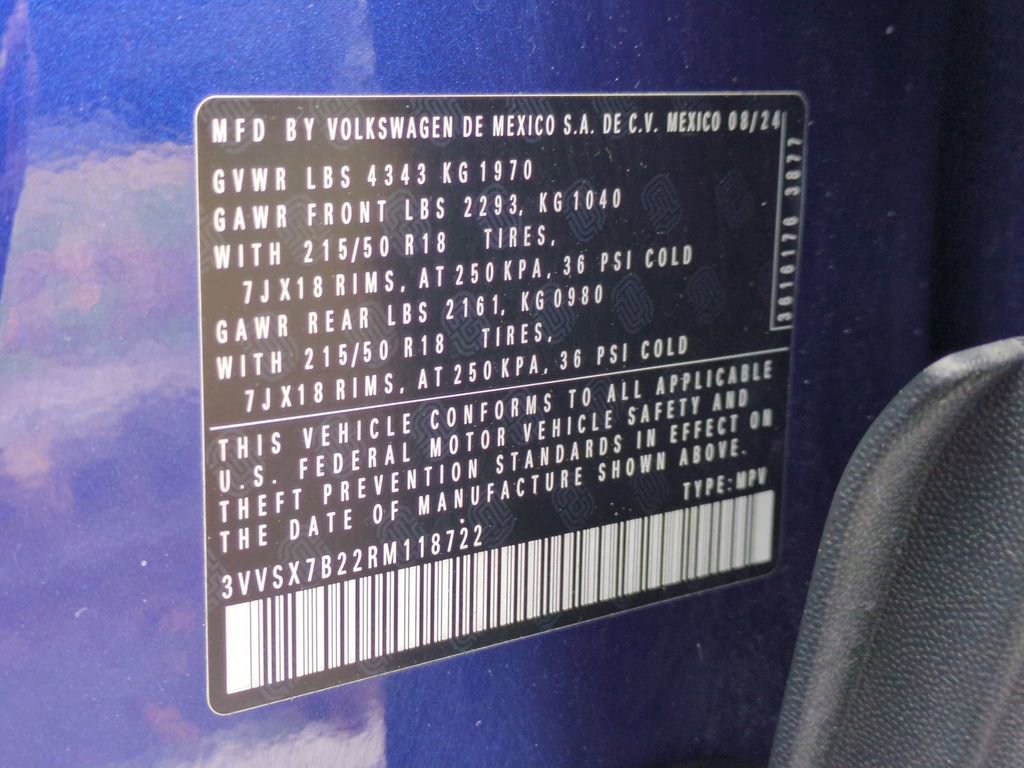 MFD BY VOLKSWAGEN DE MEXICO S.A. DE C.V. MEXICO 08/24
GVWR LBS 4343 KG 1970
GAWR FRONT LBS 2293, KG 1040
WITH 215/50 R18 TIRES,
7JX18 RIMS, AT 250 KPA, 36 PSI COLD
GAWR REAR LBS 2161, KG 0980
WITH 215/50 R18 TIRES,
7JX18 RIMS, AT 250 KPA, 36 PSI COLD
THIS VEHICLE CONFORMS TO ALL APPLICABLE
U.S. FEDERAL MOTOR VEHICLE SAFETY AND
THEFT PREVENTION STANDARDS IN EFFECT ON
THE DATE OF MANUFACTURE SHOWN ABOVE.
TYPE: MPV
3VVSX7B22RM118722